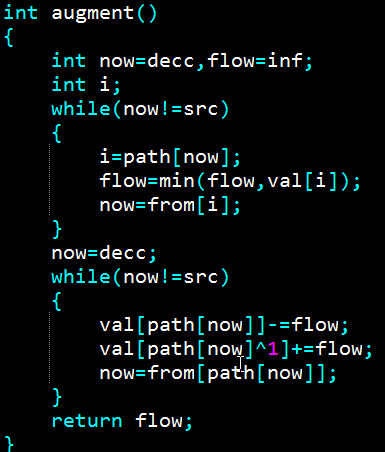 int augment()
{
    int now=decc,flow=inf;
    int i;
    while(now!=src)
    {
        i=path[now];
        flow=min(flow,val[i]);
        now=from[i];
    }
    now=decc;
    while(now!=src)
    {
        val[path[now]]-=flow;
        val[path[now]^1]+=flow;
        now=from[path[now]];
    }
    return flow;
}